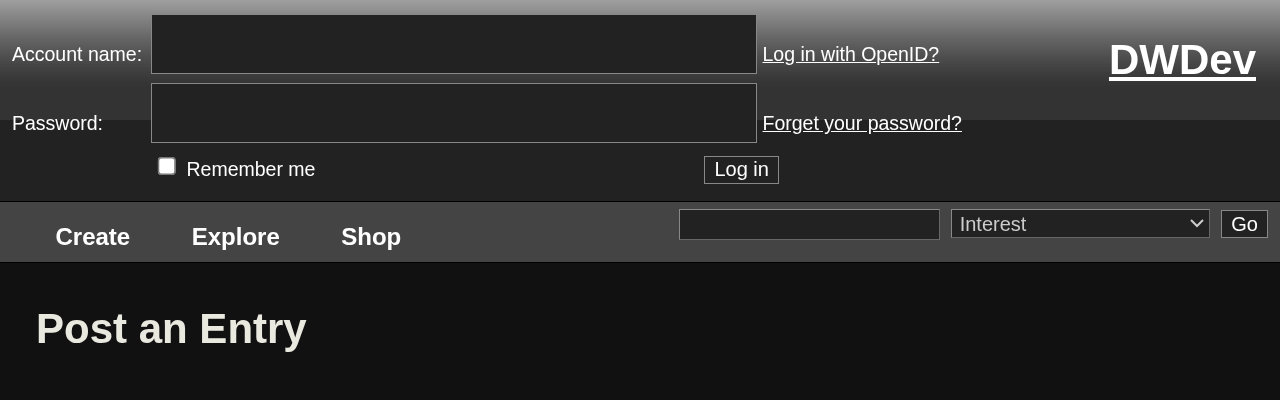 Account name:
Log in with OpenID?
DWDev
Password:
Forget your password?
Remember me
Log in
Create
Explore
Shop
Interest
Go
Post an Entry